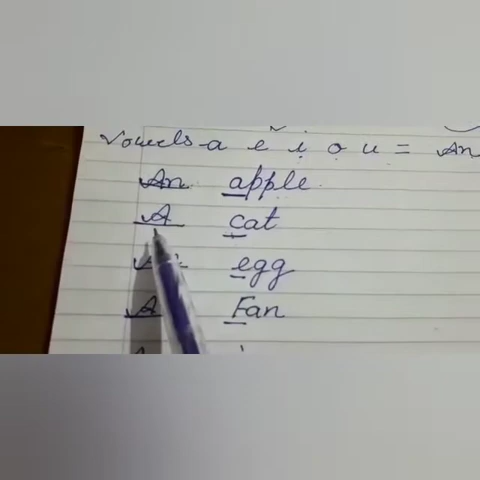 Vowels - a e i o u = An
An apple
A cat
egg
A Fan